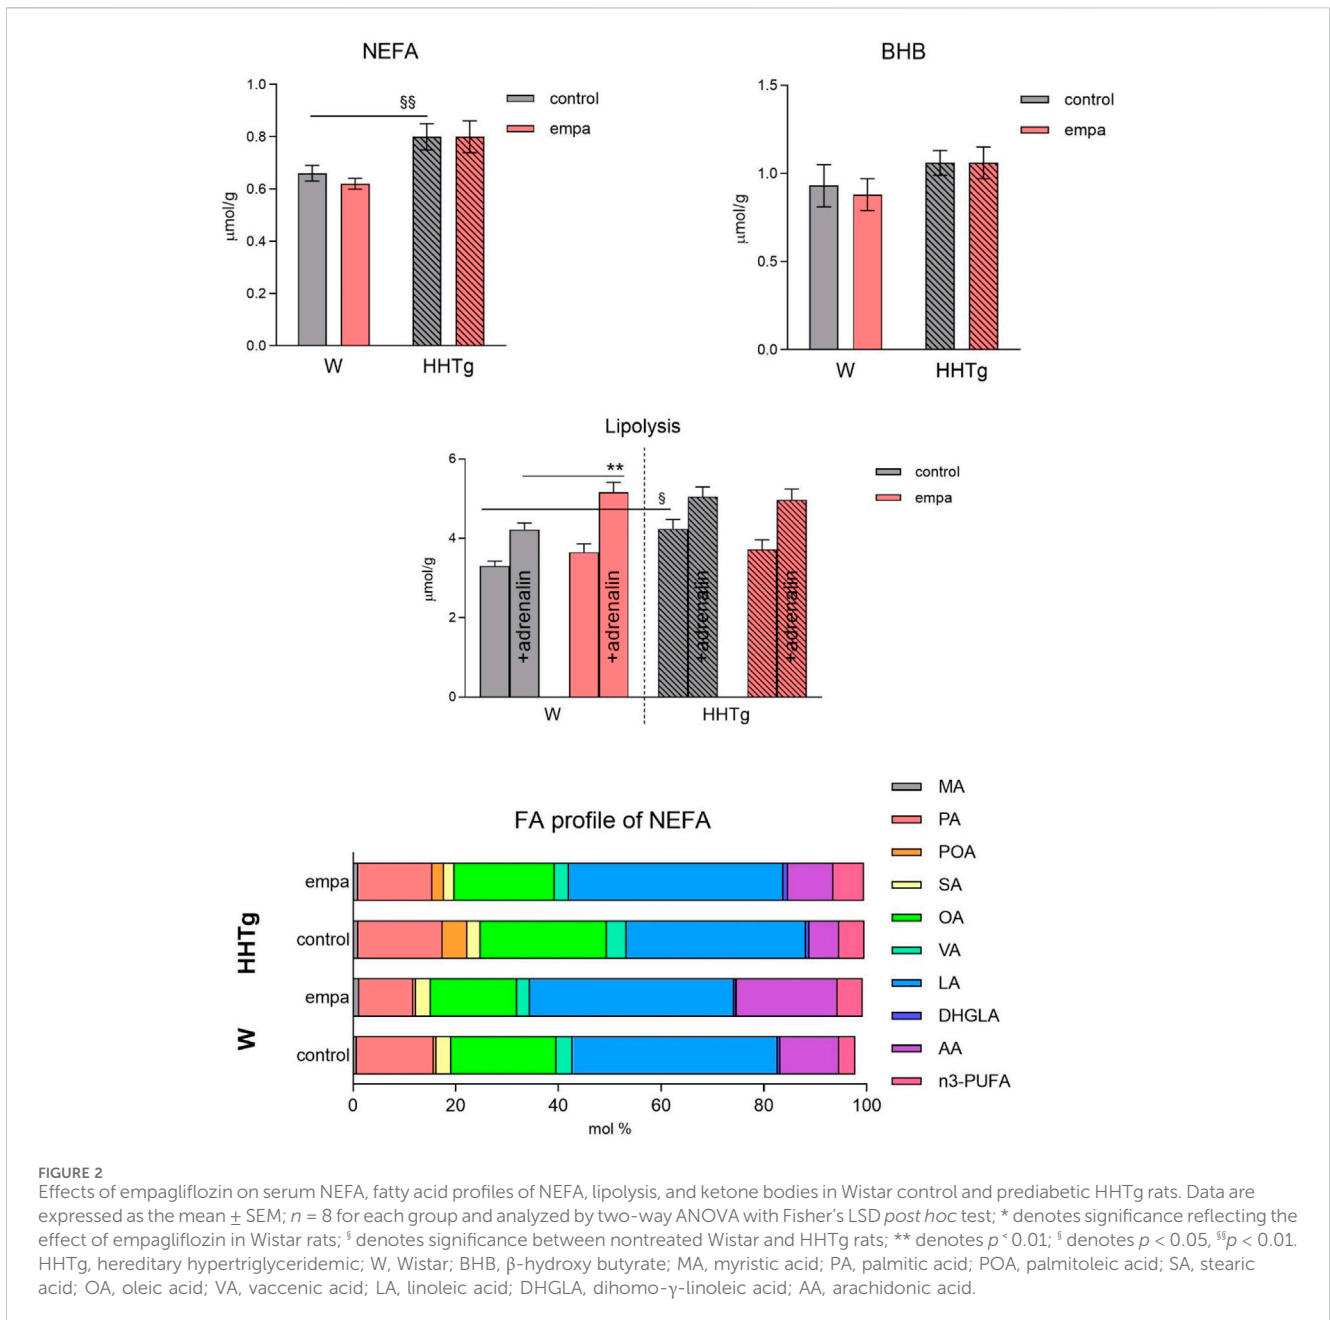 NEFA
1.0
0.8
0.6
0.4
0.2
0.0
μmol/g
§§
control
empa
W
HHTg
BHB
1.5
1.0
0.5
0.0
μmol/g
control
empa
W
HHTg
Lipolysis
6
4
2
0
μmol/g
**
§
+adrenalin
+adrenalin
+adrenalin
+adrenalin
control
empa
W
HHTg
FA profile of NEFA
HHTg
W
empa
control
empa
control
0 20 40 60 80 100
mol %
MA
PA
POA
SA
OA
VA
LA
DHGLA
AA
n3-PUFA
FIGURE 2
Effects of empagliflozin on serum NEFA, fatty acid profiles of NEFA, lipolysis, and ketone bodies in Wistar control and prediabetic HHTg rats. Data are
expressed as the mean ± SEM; n = 8 for each group and analyzed by two-way ANOVA with Fisher's LSD post hoc test; * denotes significance reflecting the
effect of empagliflozin in Wistar rats; § denotes significance between nontreated Wistar and HHTg rats; ** denotes p < 0.01; § denotes p < 0.05, §§p < 0.01.
HHTg, hereditary hypertriglyceridemic; W, Wistar; BHB, β-hydroxy butyrate; MA, myristic acid; PA, palmitic acid; POA, palmitoleic acid; SA, stearic
acid; OA, oleic acid; VA, vaccenic acid; LA, linoleic acid; DHGLA, dihomo-γ-linoleic acid; AA, arachidonic acid.